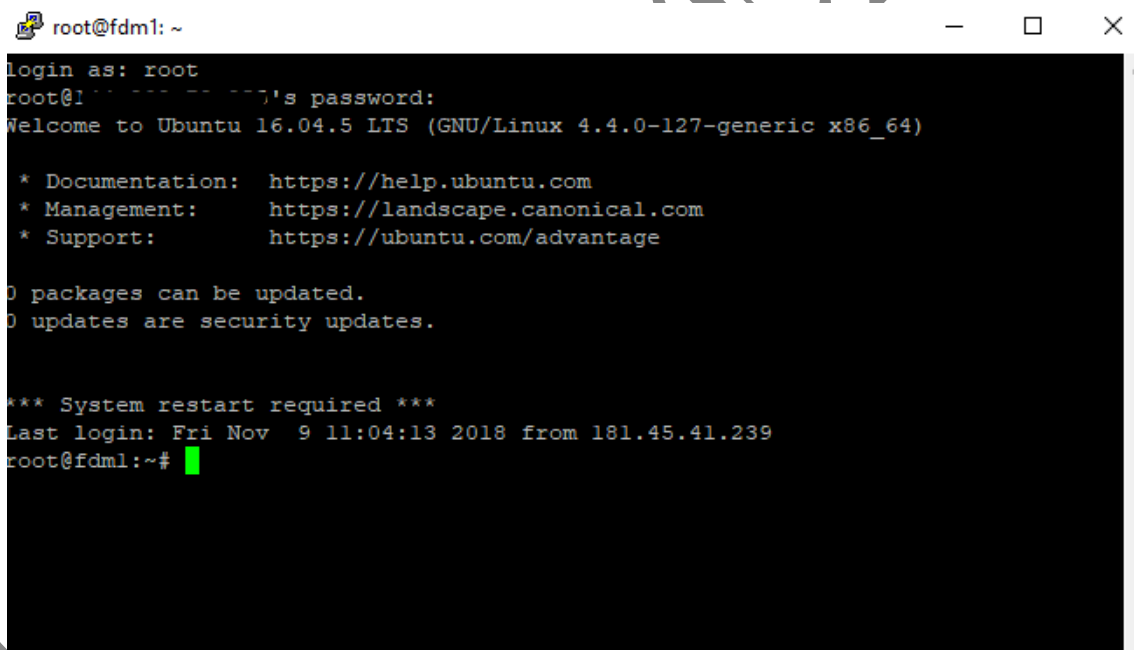 root@fdm1: ~
login as: root
root@ 's password:
Welcome to Ubuntu 16.04.5 LTS (GNU/Linux 4.4.0-127-generic x86_64)
* Documentation: https://help.ubuntu.com
* Management: https://landscape.canonical.com
* Support: https://ubuntu.com/advantage
0 packages can be updated.
0 updates are security updates.
*** System restart required ***
Last login: Fri Nov 9 11:04:13 2018 from 181.45.41.239
root@fdm1:~#